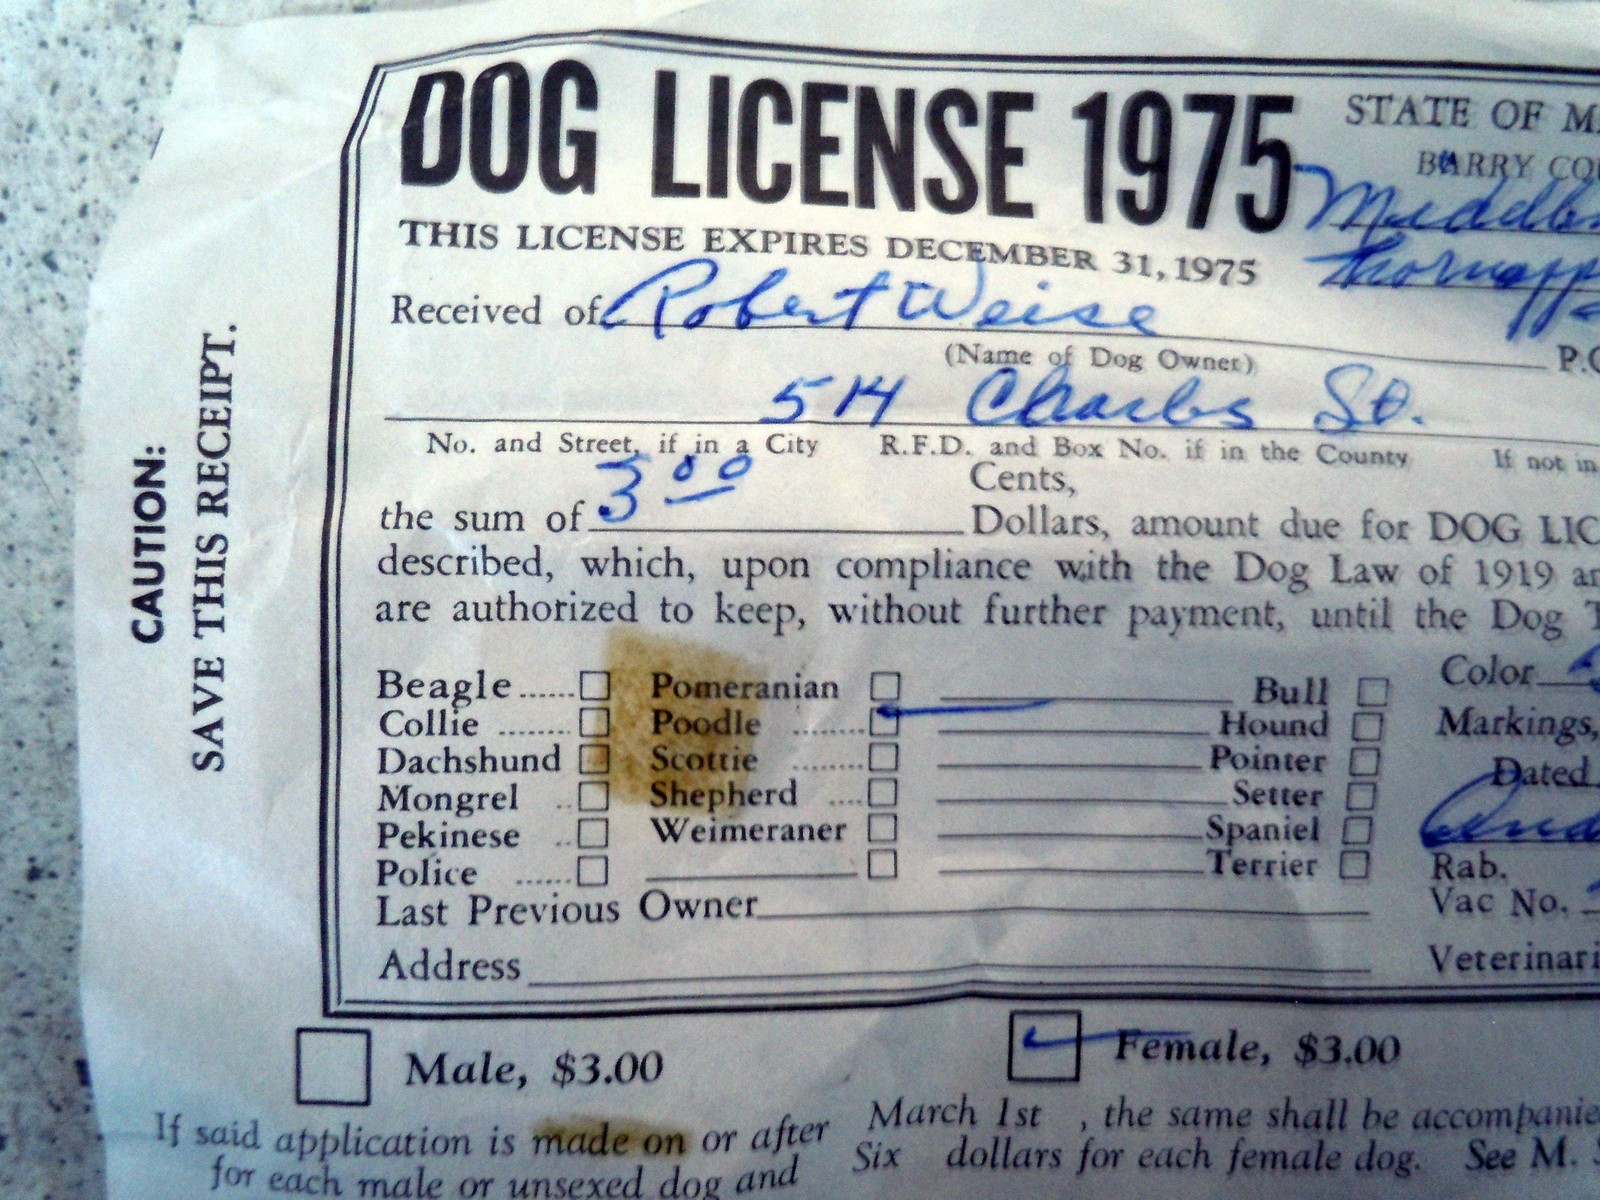 DOG LICENSE 1975
STATE OF
BARRY
THIS LICENSE EXPIRES DECEMBER 31, 1975
Received of Robert Weise
(Name of Dog Owner)
514 Charles St.
No. and Street, if in a City R.F.D. and Box No. if in the County If not in
Cents,
the sum of 3 00 Dollars, amount due for DOG
described, which, upon compliance with the Dog Law of 1919
are authorized to keep, without further payment, until the Dog
Beagle...... Pomeranian Bull Color
Collie ........ Poodle ........ Hound Markings,
Dachshund Scottie ........ Pointer Dated
Mongrel .. Shepherd .... Setter
Pekinese .. Weimeraner Spaniel
Police ...... Terrier Rab.
Last Previous Owner Vac No.
Address
Male, $3.00 Female, $3.00
If said application is made on or after March 1st , the same shall be
for each male or unsexed dog and Six dollars for each female dog. See M.
CAUTION:
SAVE THIS RECEIPT.